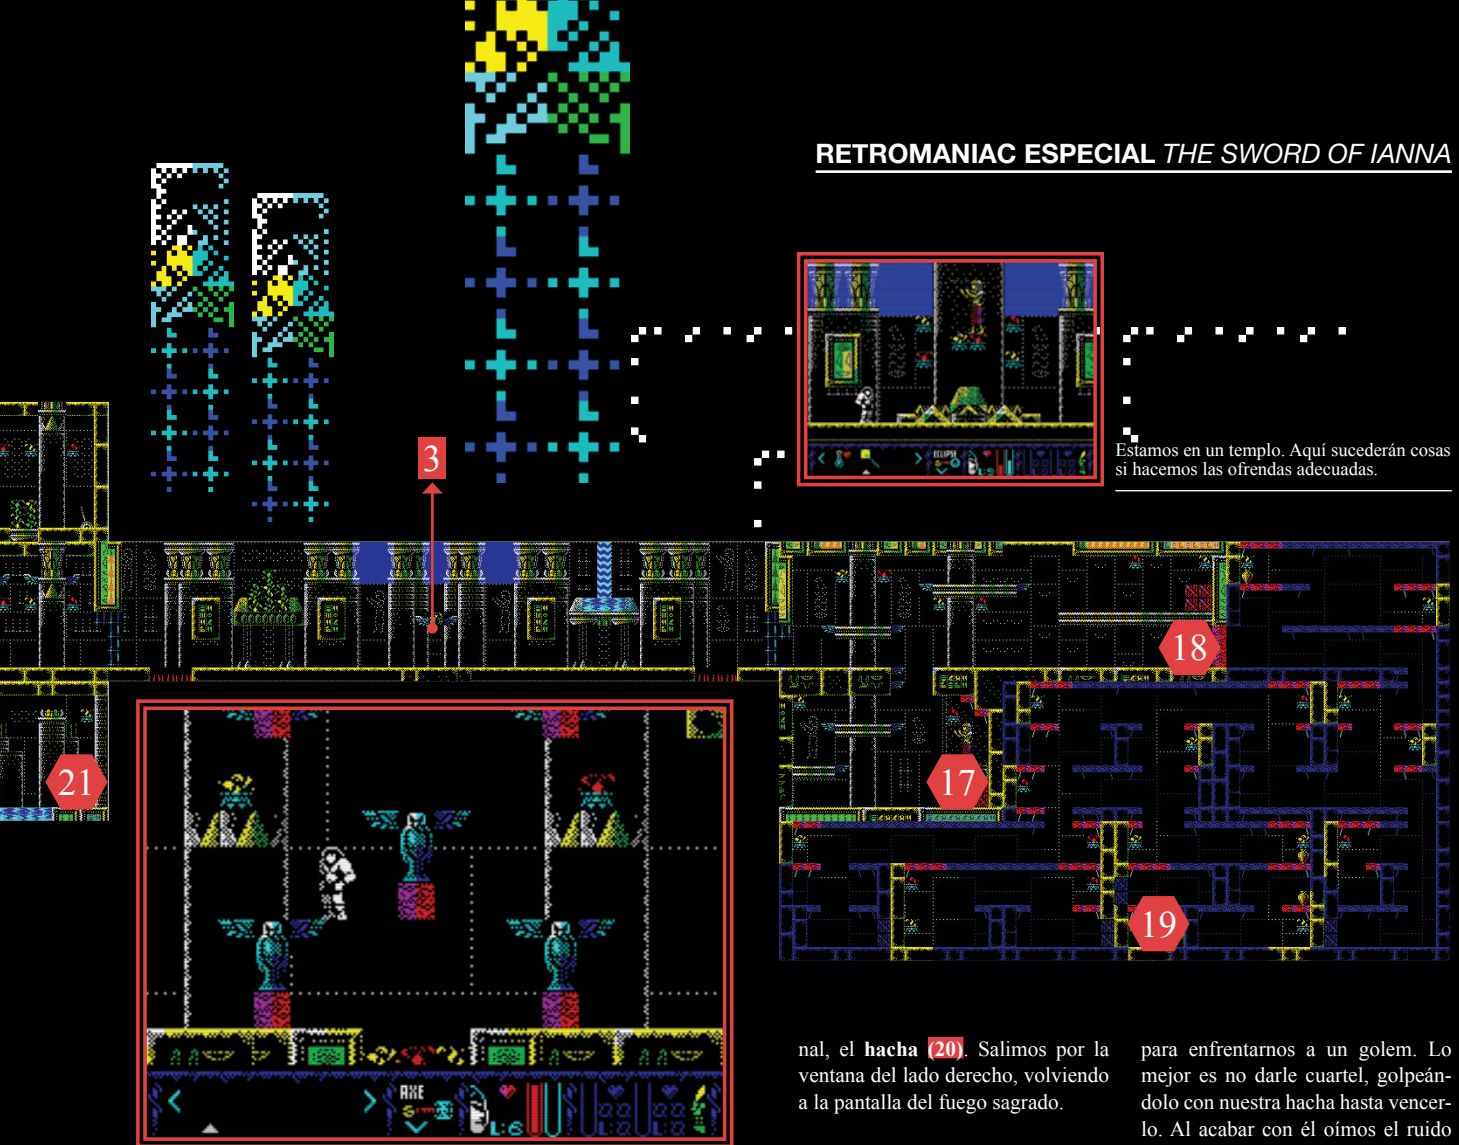 RETROMANIAC ESPECIAL THE SWORD OF IANNA
3
ECLIPSE
Estamos en un templo. Aquí sucederán cosas
si hacemos las ofrendas adecuadas.
18
21
17
19
AXE
L:6
nal, el hacha (20). Salimos por la
ventana del lado derecho, volviendo
a la pantalla del fuego sagrado.
para enfrentarnos a un golem. Lo
mejor es no darle cuartel, golpeán-
dolo con nuestra hacha hasta vencer-
lo. Al acabar con él oímos el ruido